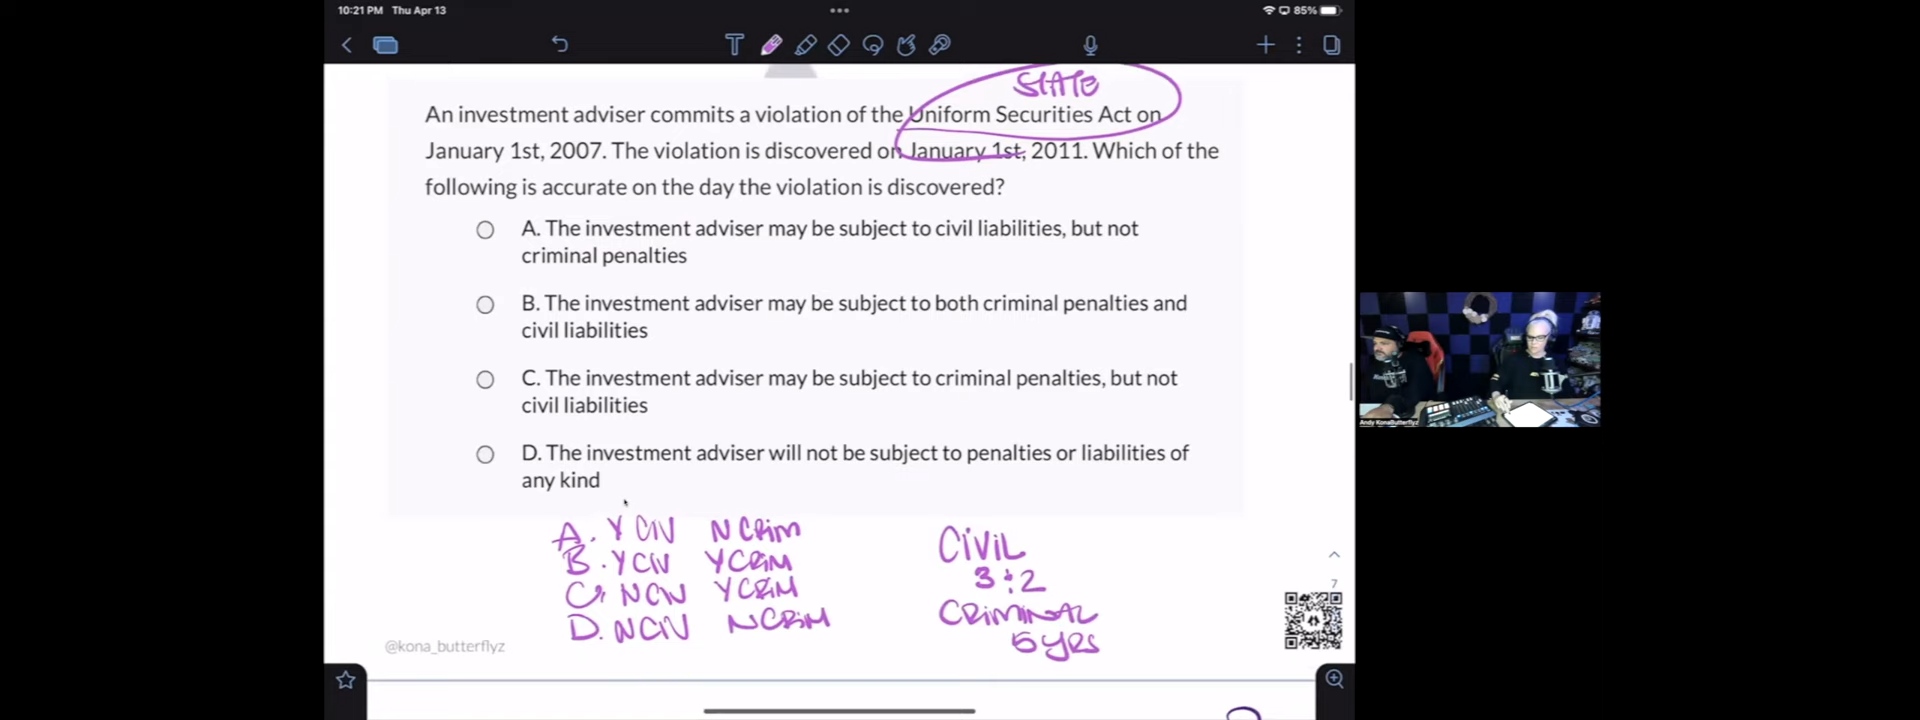 10:21 PM Thu Apr 13
85%
STATE
An investment adviser commits a violation of the Uniform Securities Act on
January 1st, 2007. The violation is discovered on January 1st, 2011. Which of the
following is accurate on the day the violation is discovered?
A. The investment adviser may be subject to civil liabilities, but not
criminal penalties
B. The investment adviser may be subject to both criminal penalties and
civil liabilities
C. The investment adviser may be subject to criminal penalties, but not
civil liabilities
D. The investment adviser will not be subject to penalties or liabilities of
any kind
A. Y CIV N CRIM
B. Y CIV Y CRIM
C. N CIV Y CRIM
D. N CIV N CRIM
CIVIL
3 : 2
CRIMINAL
5 YRS
7
@kona_butterflyz
Andy KonaButterflyz